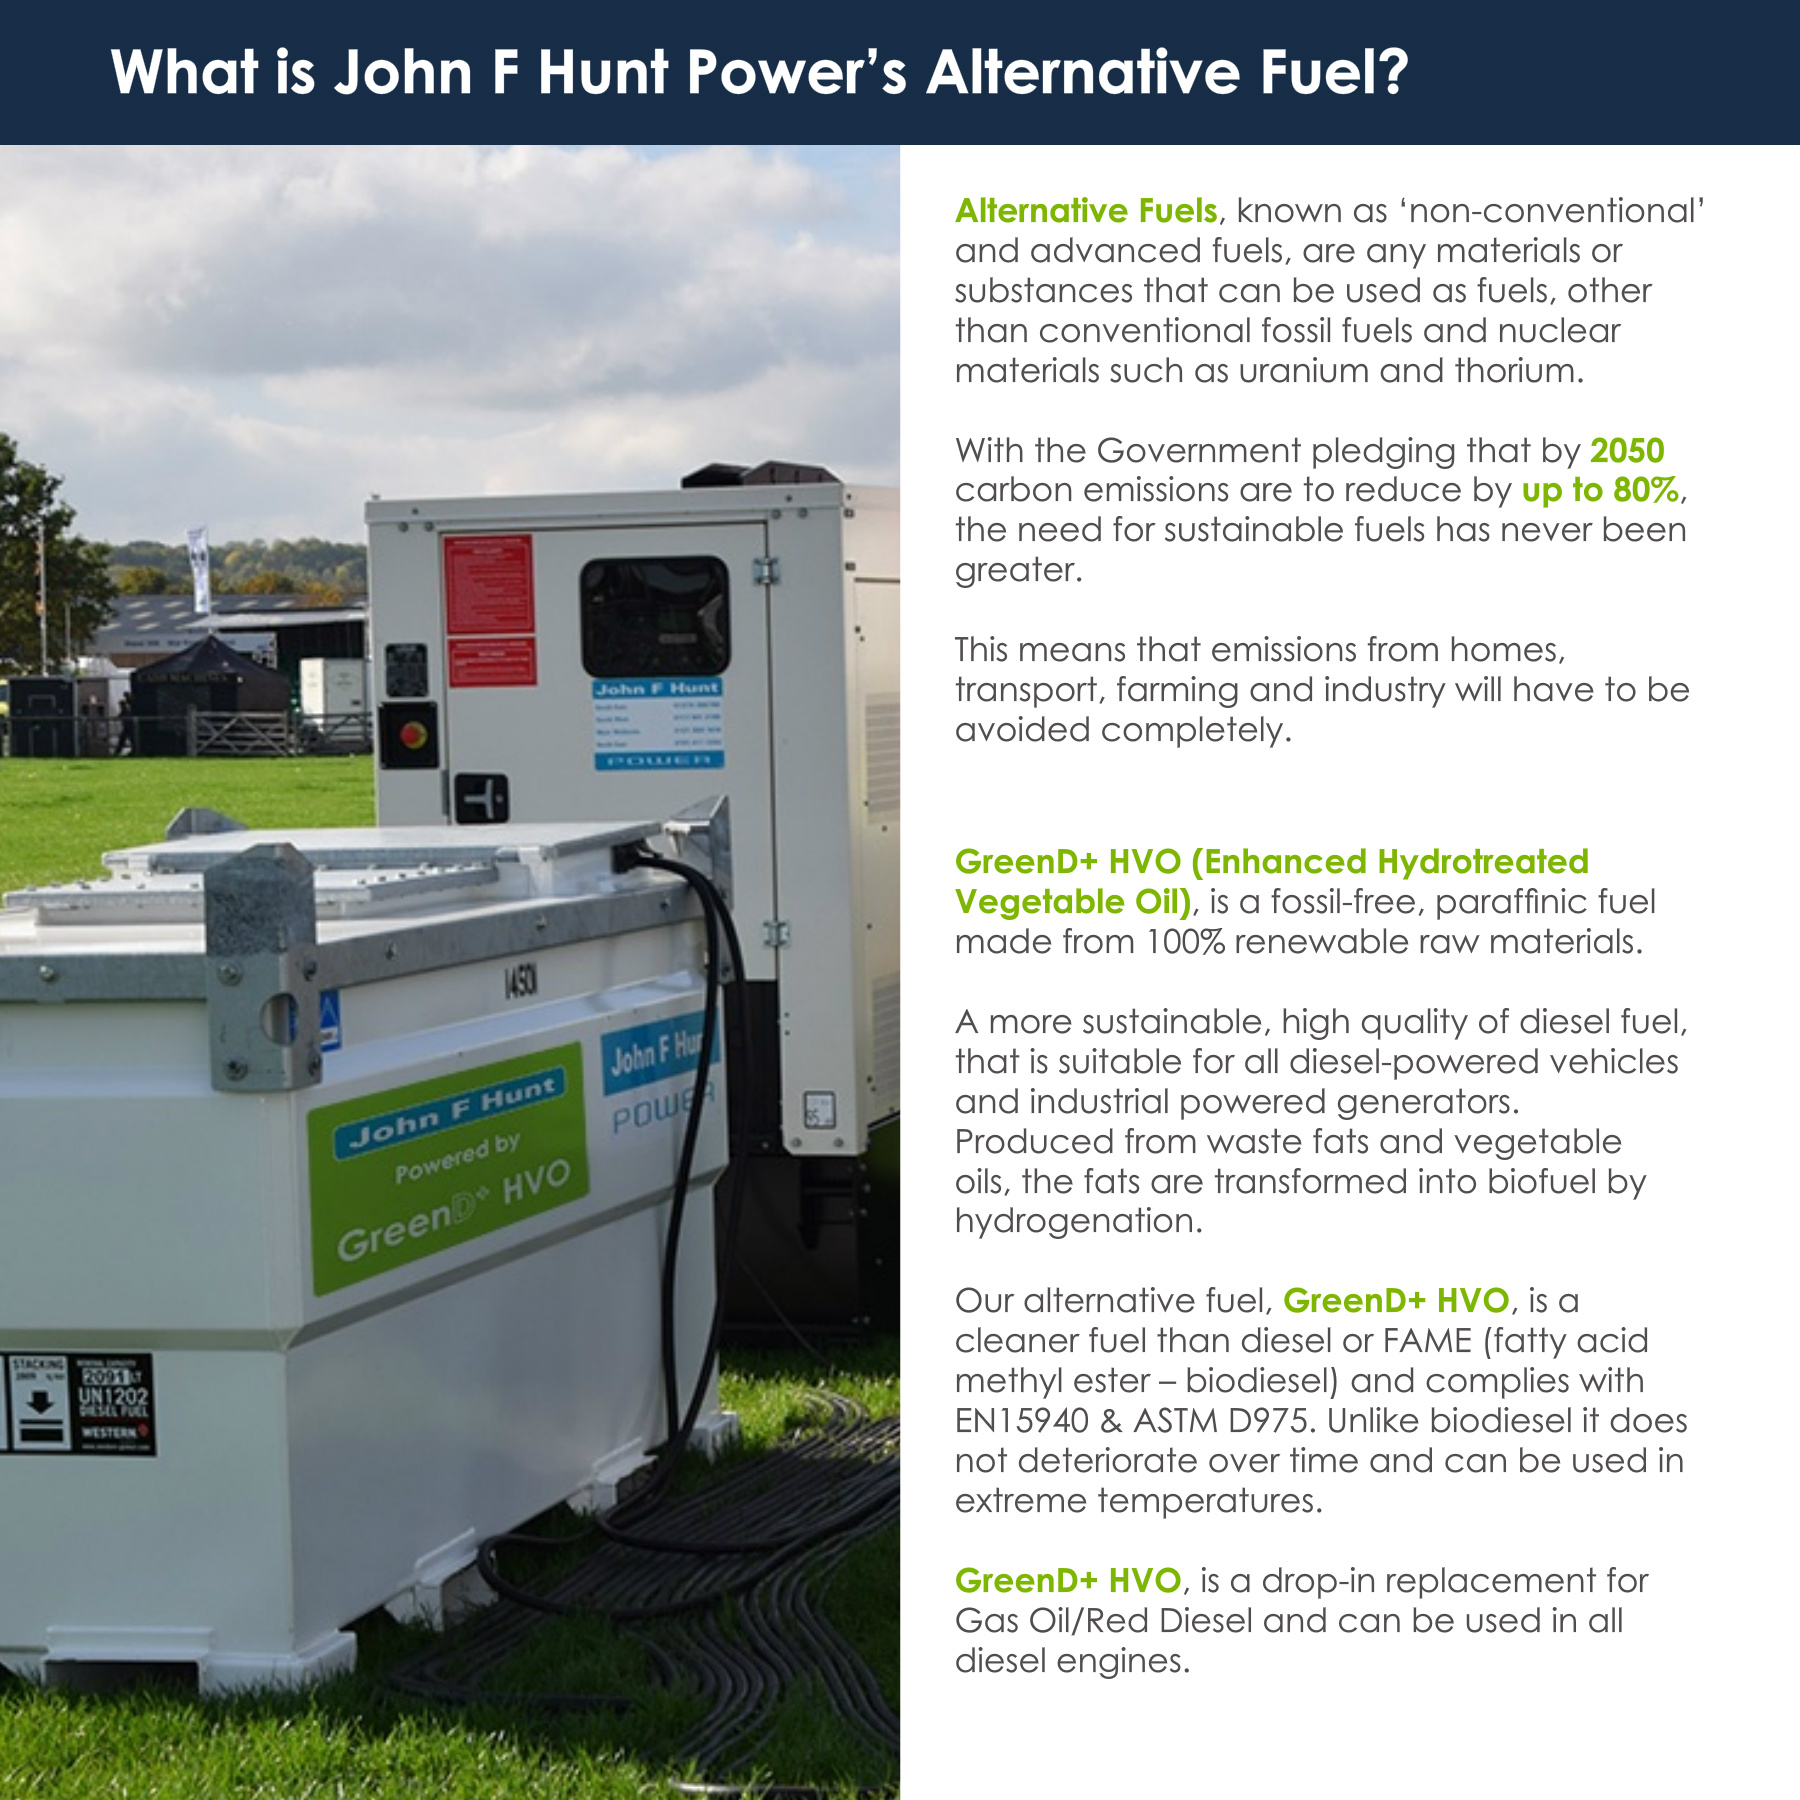 What is John F Hunt Power’s Alternative Fuel?
Alternative Fuels, known as ‘non-conventional’
and advanced fuels, are any materials or
substances that can be used as fuels, other
than conventional fossil fuels and nuclear
materials such as uranium and thorium.
With the Government pledging that by 2050
carbon emissions are to reduce by up to 80%,
the need for sustainable fuels has never been
greater.
This means that emissions from homes,
transport, farming and industry will have to be
avoided completely.
GreenD+ HVO (Enhanced Hydrotreated
Vegetable Oil), is a fossil-free, paraffinic fuel
made from 100% renewable raw materials.
A more sustainable, high quality of diesel fuel,
that is suitable for all diesel-powered vehicles
and industrial powered generators.
Produced from waste fats and vegetable
oils, the fats are transformed into biofuel by
hydrogenation.
Our alternative fuel, GreenD+ HVO, is a
cleaner fuel than diesel or FAME (fatty acid
methyl ester – biodiesel) and complies with
EN15940 & ASTM D975. Unlike biodiesel it does
not deteriorate over time and can be used in
extreme temperatures.
GreenD+ HVO, is a drop-in replacement for
Gas Oil/Red Diesel and can be used in all
diesel engines.
John F Hunt
POWER
John F Hunt
Powered by
GreenD+ HVO
John F Hun
POWER
STACKING
2091 LT
UN1202
DIESEL FUEL
WESTERN
95